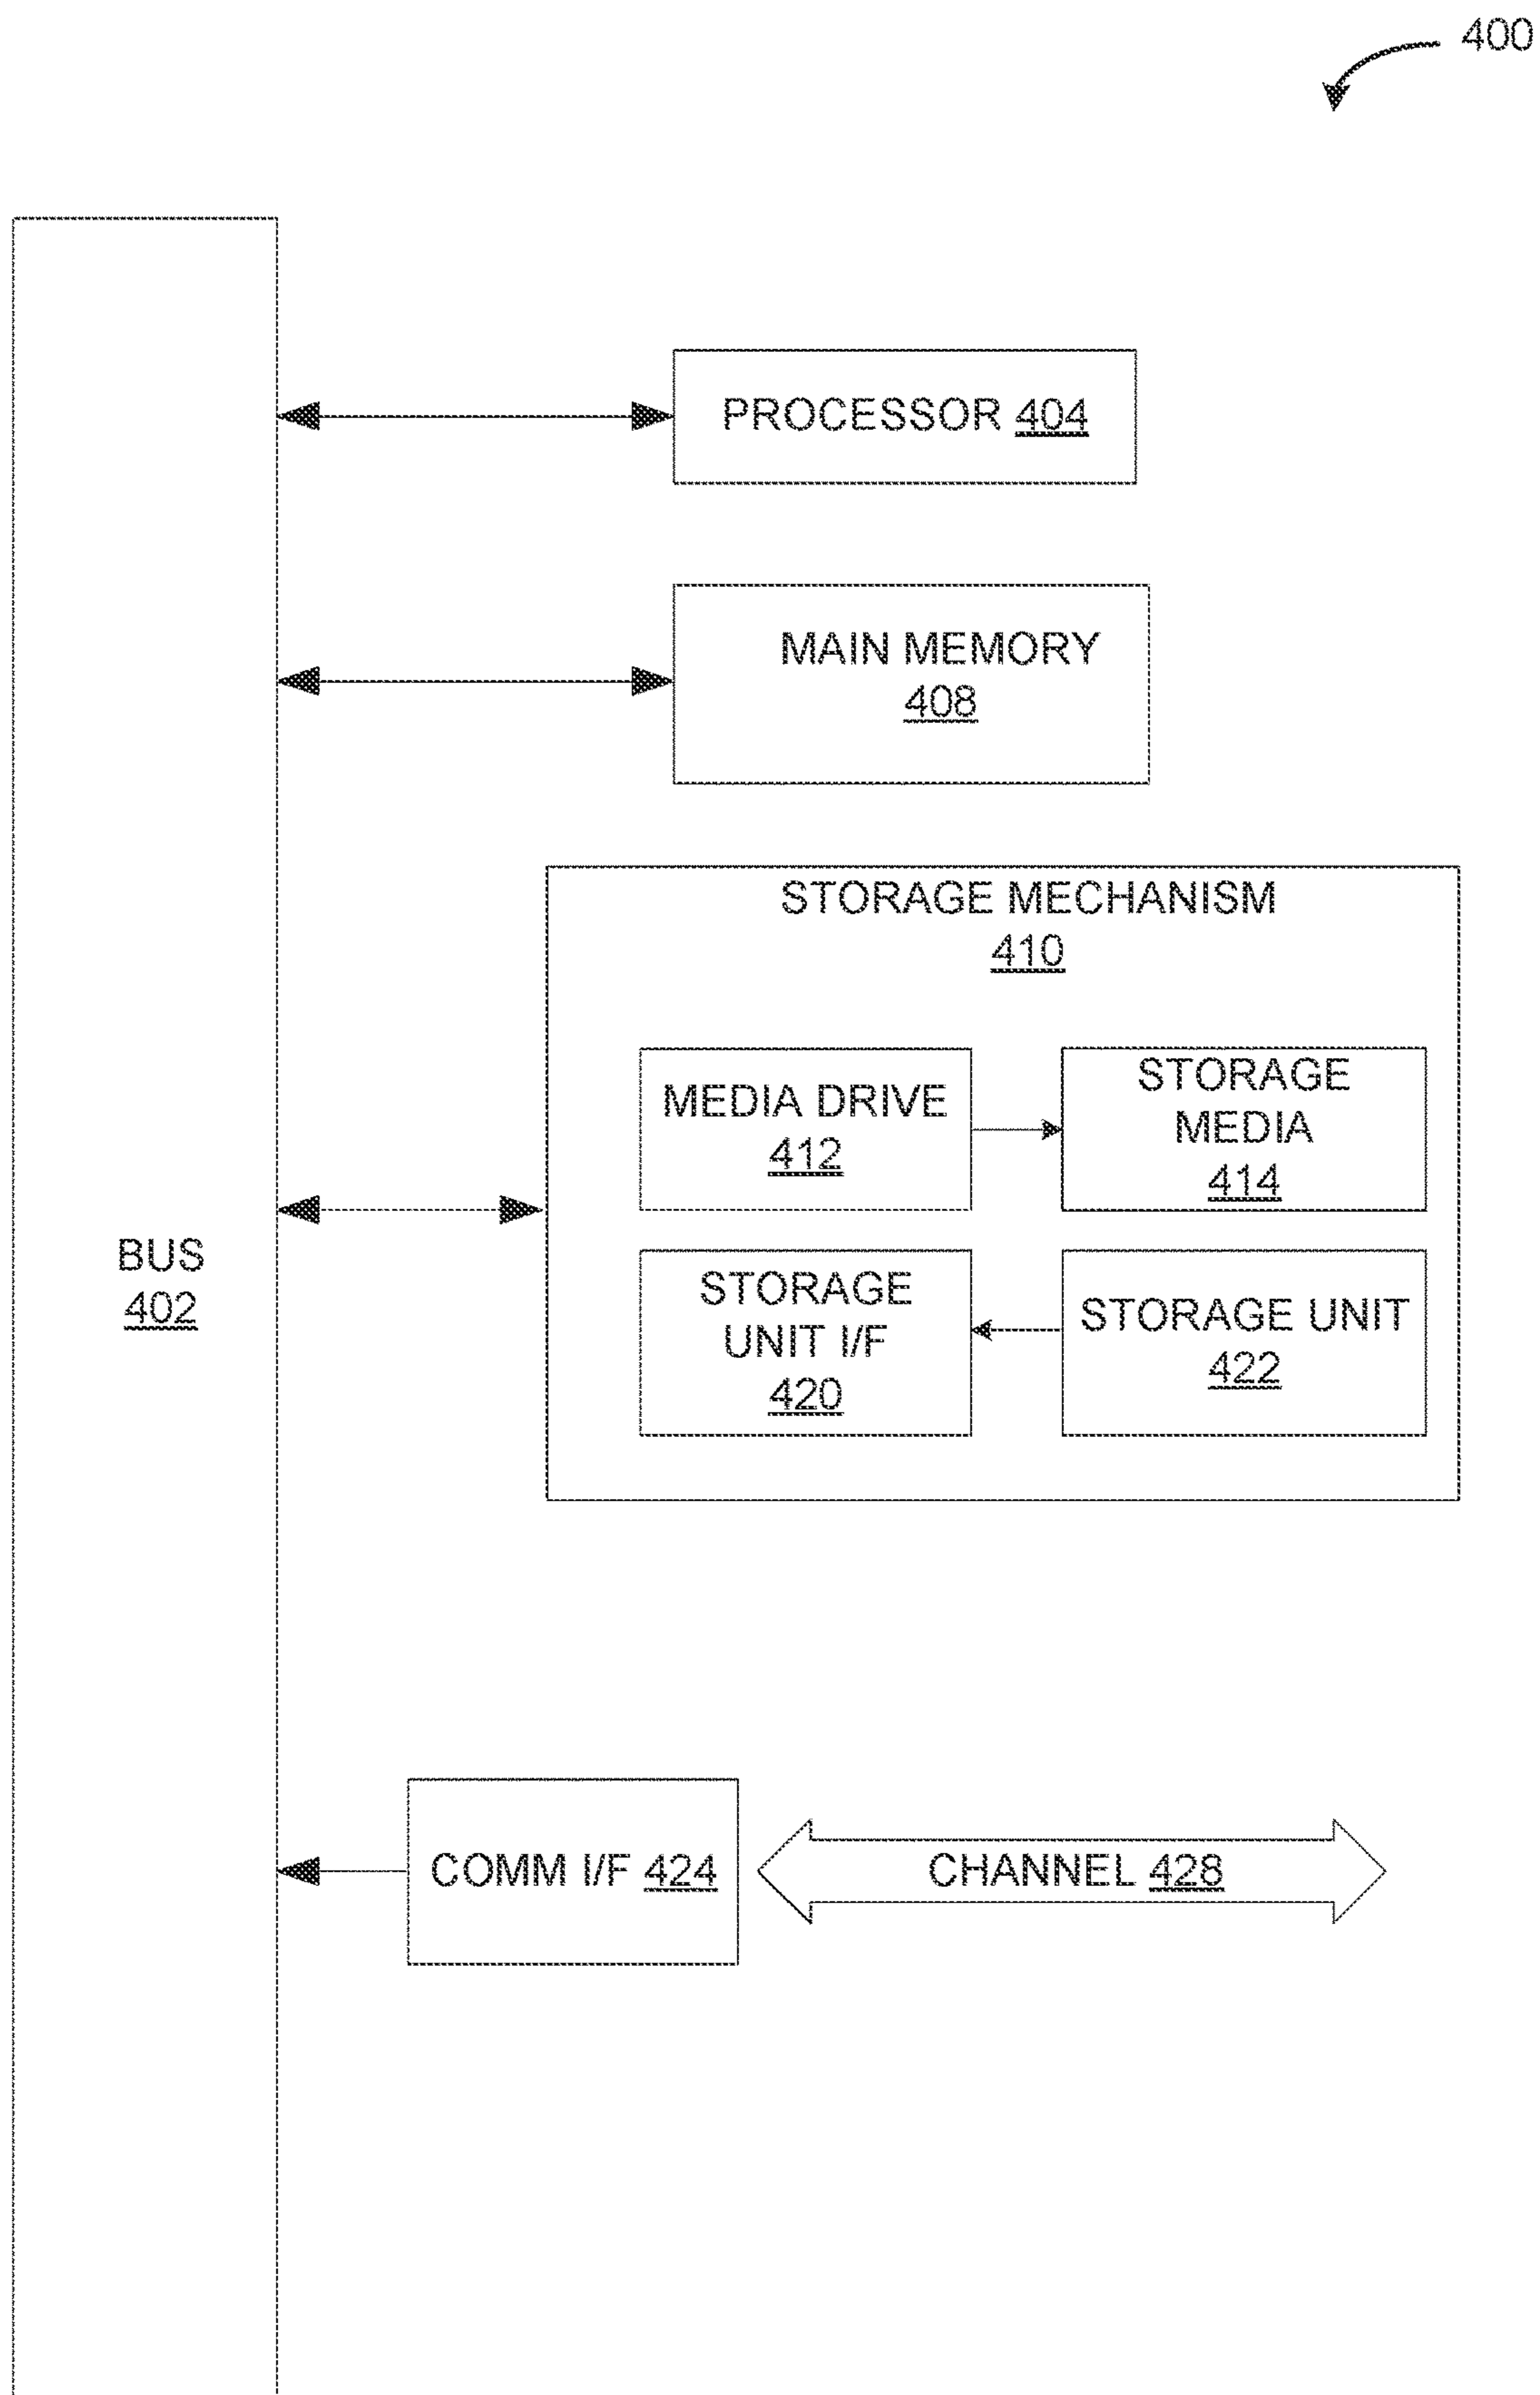 400
PROCESSOR 404
MAIN MEMORY
408
STORAGE MECHANISM
410
MEDIA DRIVE
412
STORAGE
MEDIA
414
BUS
402
STORAGE
UNIT I/F
420
STORAGE UNIT
422
COMM I/F 424
CHANNEL 428